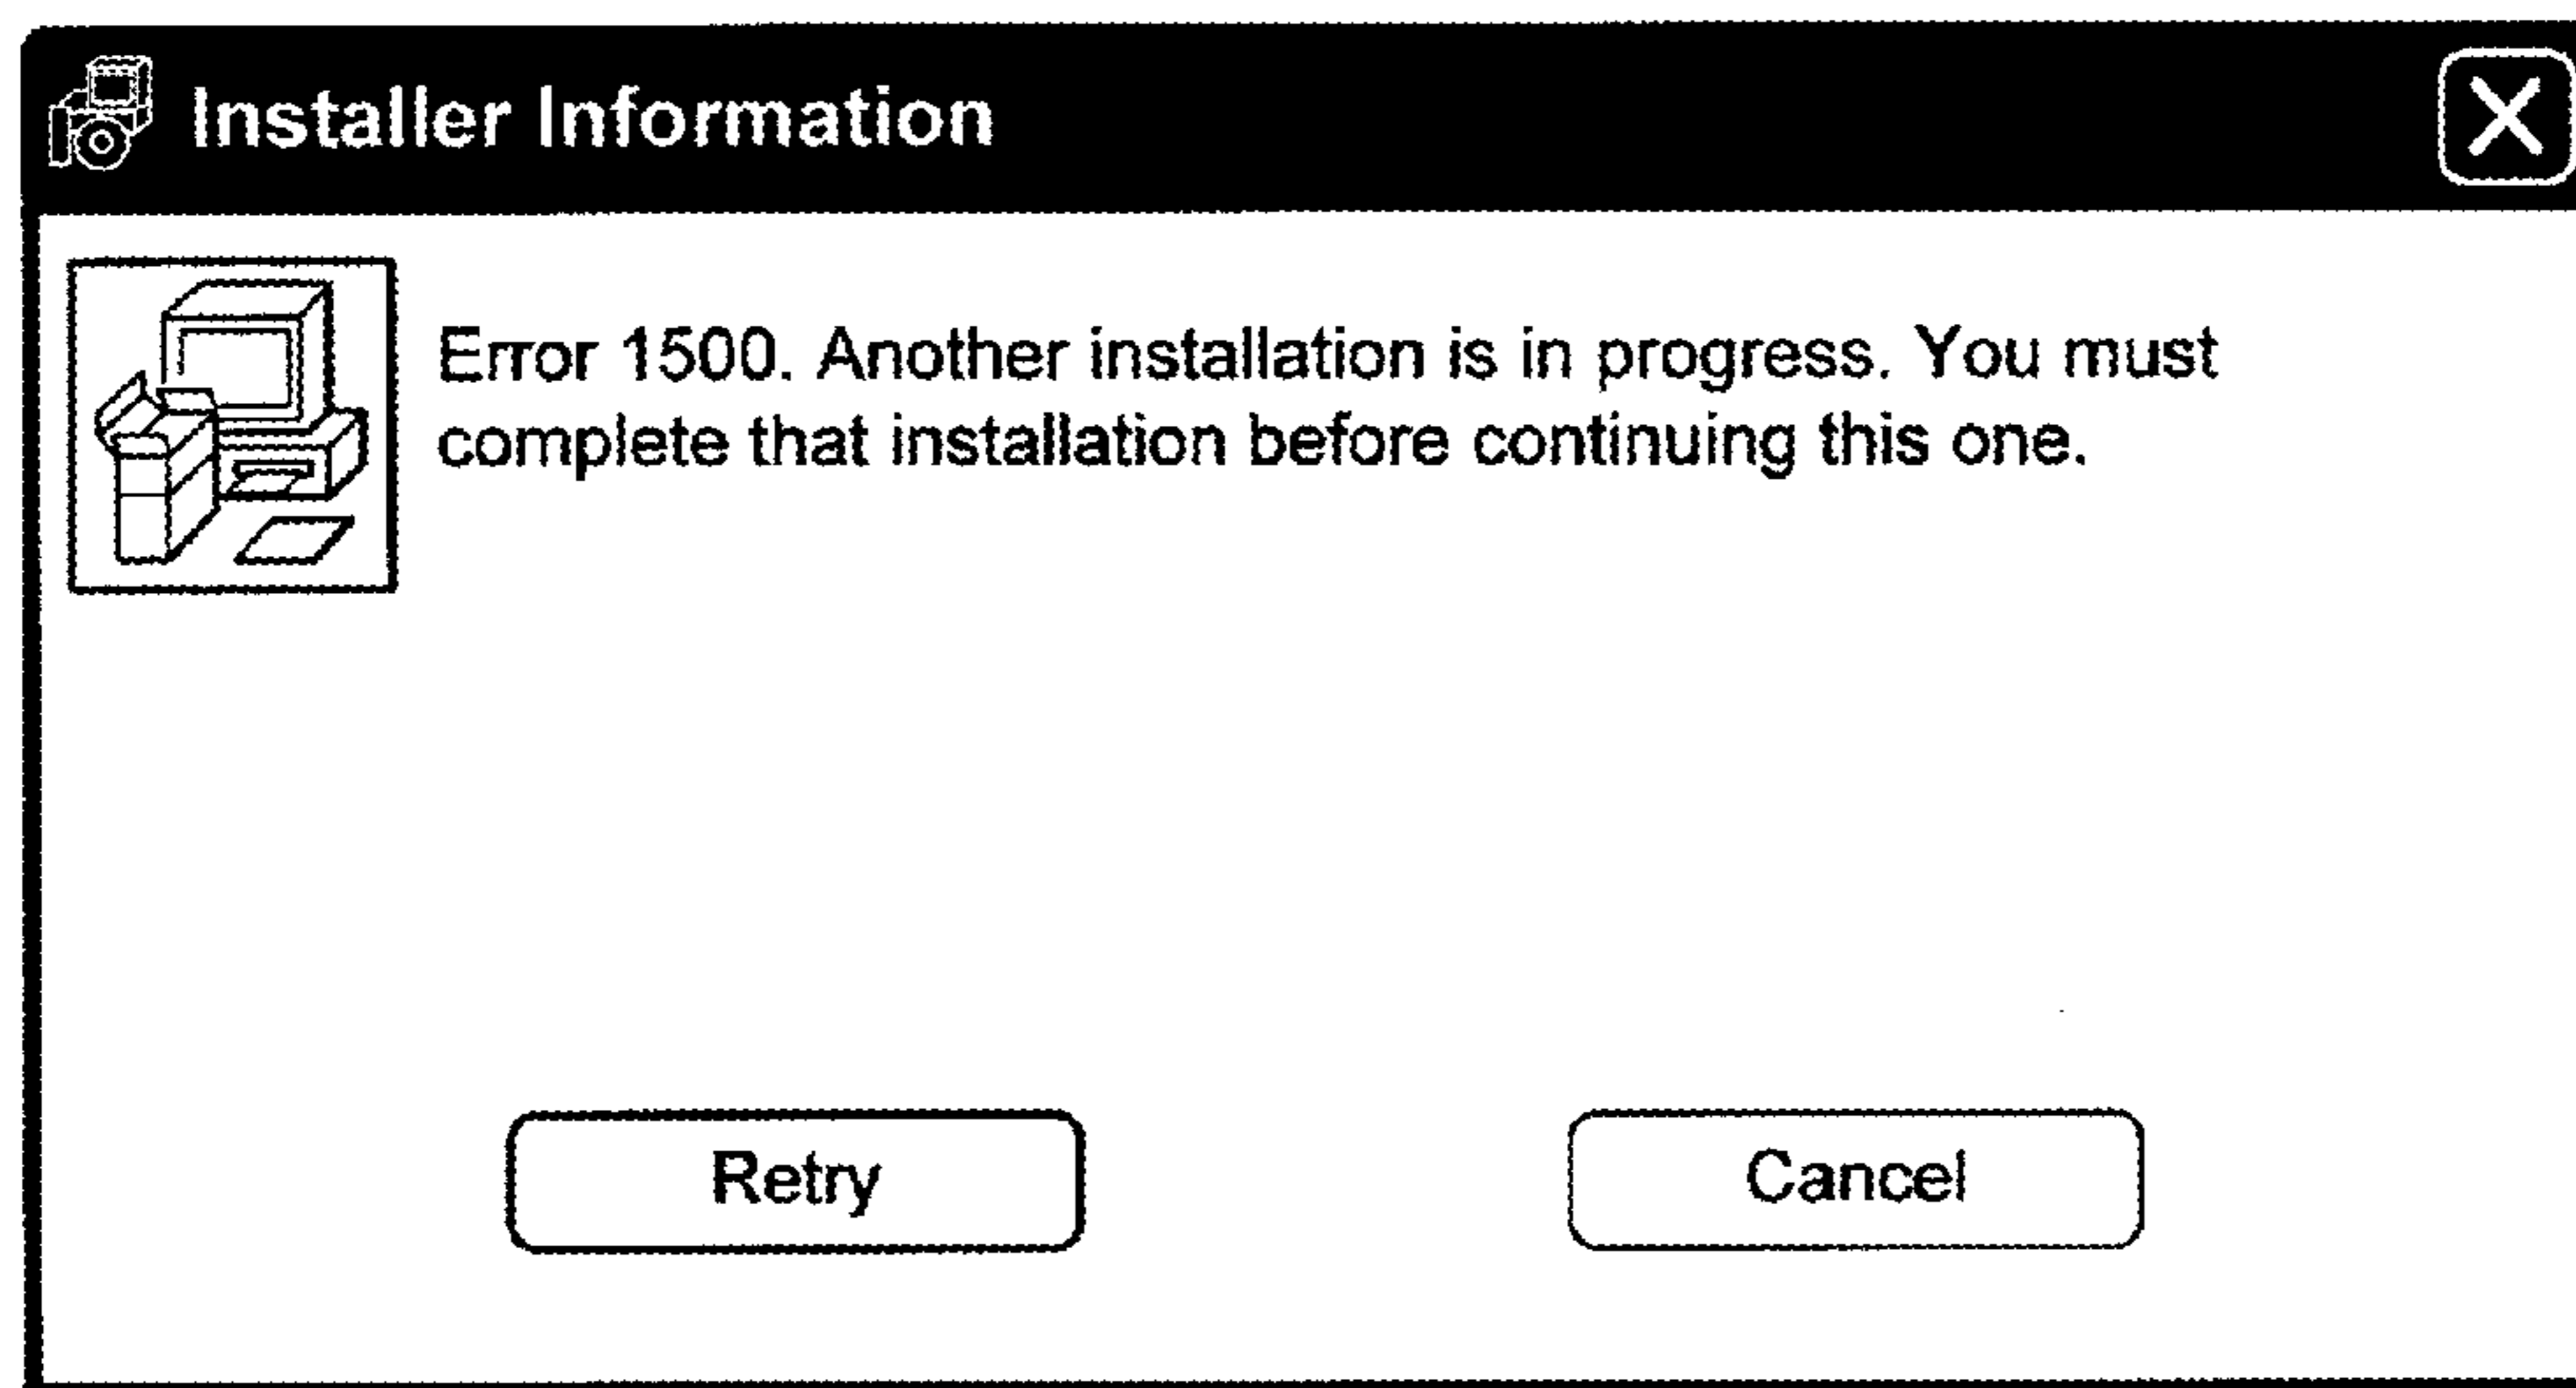 Installer Information
Error 1500. Another installation is in progress. You must
complete that installation before continuing this one.
Retry
Cancel